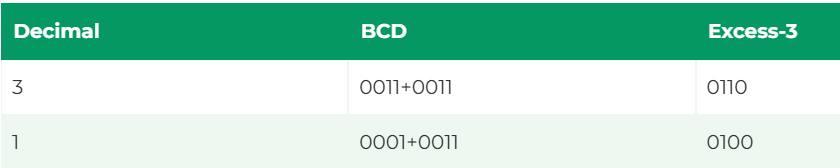 Decimal BCD Excess-3
3 0011+0011 0110
1 0001+0011 0100